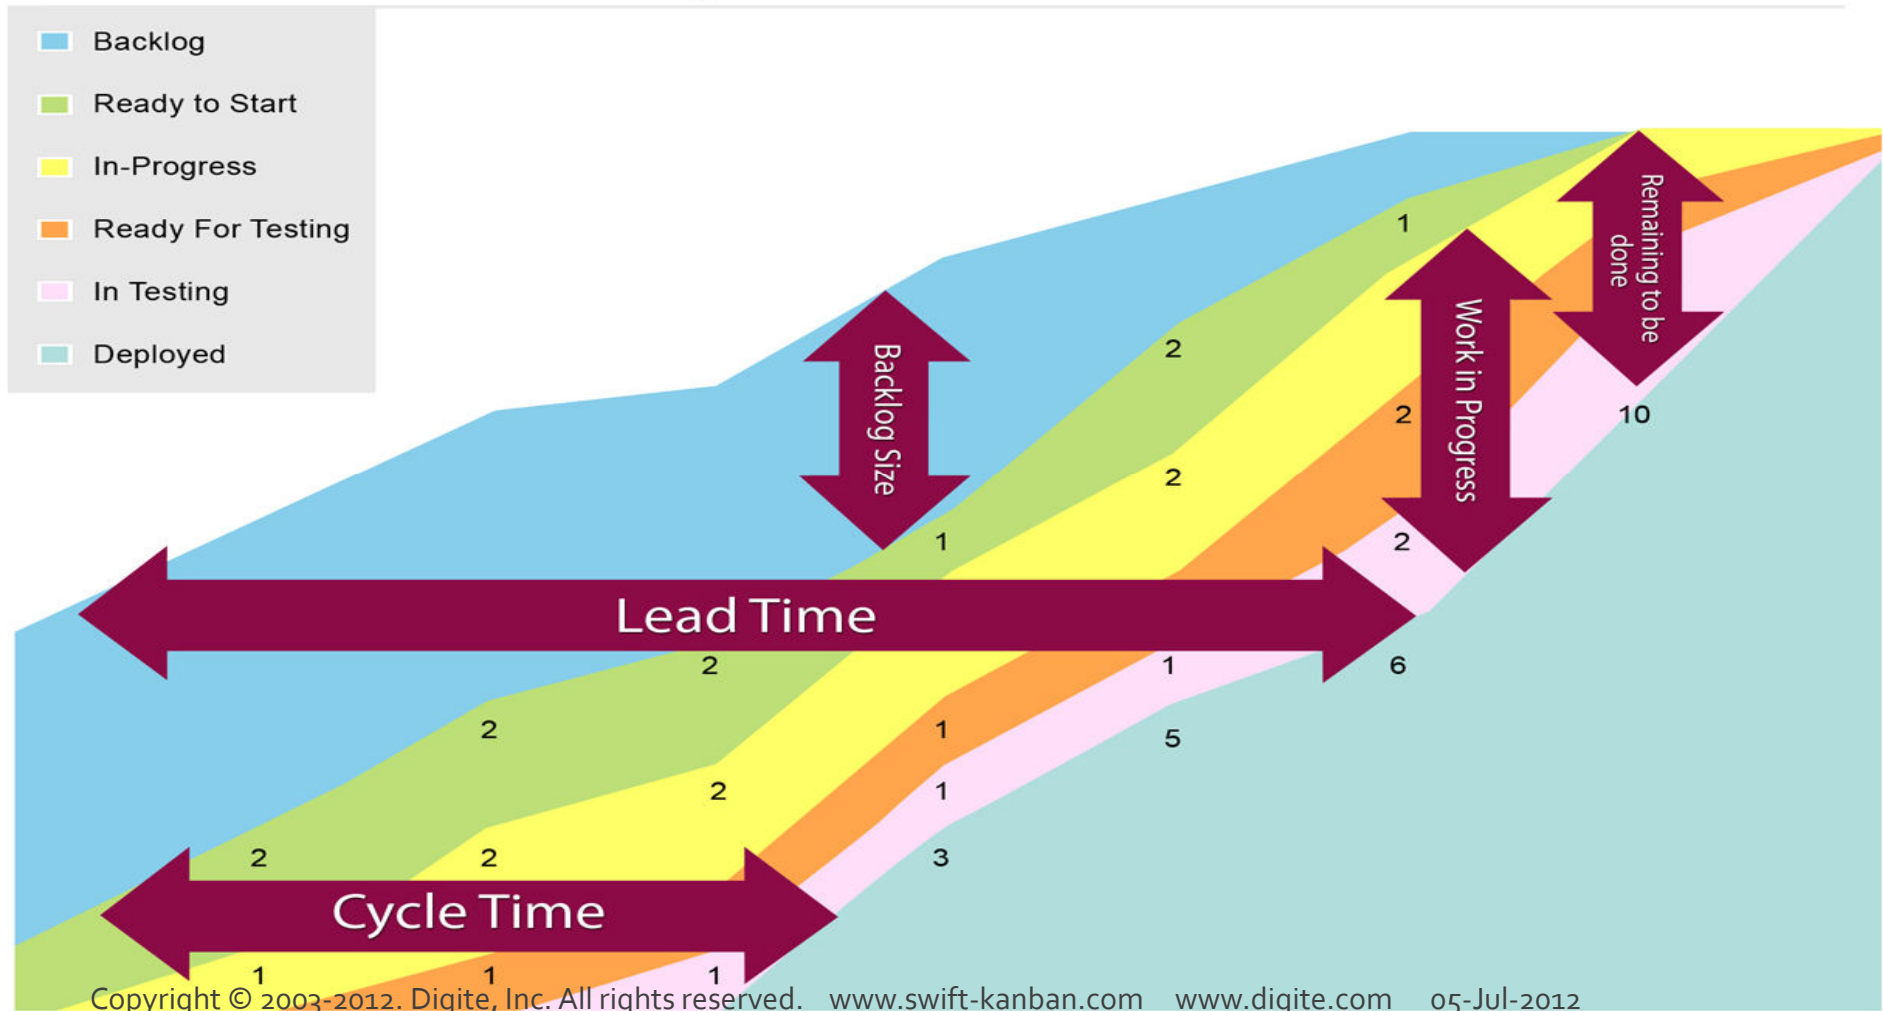 Backlog
Ready to Start
In-Progress
Ready For Testing
In Testing
Deployed
Remaining to be
done
1
Work in Progress
2
Backlog Size
2
10
2
1
2
Lead Time
2
1
6
2
1
5
2
1
2
2
3
Cycle Time
1
1
1
Copyright © 2003-2012. Digite, Inc. All rights reserved. www.swift-kanban.com www.digite.com 05-Jul-2012